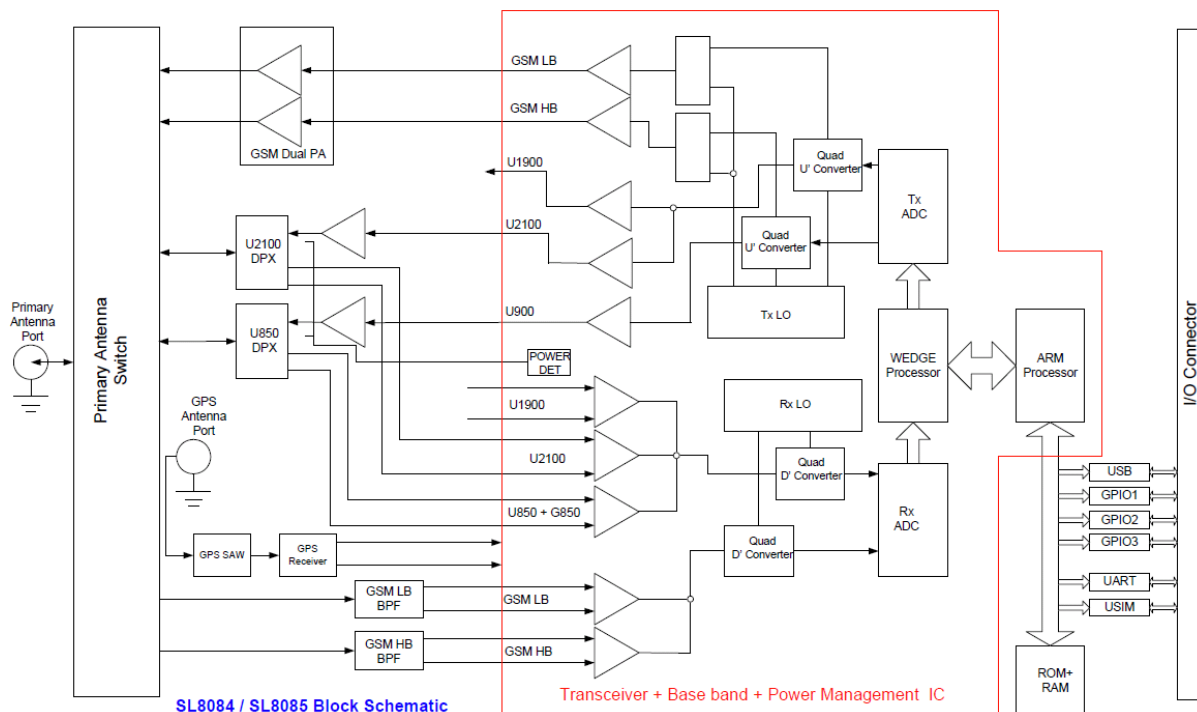 GSM LB
GSM HB
GSM Dual PA
U1900
U2100
U2100
DPX
U900
U850
DPX
POWER
DET
Primary
Antenna
Port
Primary Antenna
Switch
GPS
Antenna
Port
GPS SAW
GPS
Receiver
GSM LB
BPF
GSM HB
BPF
U1900
U2100
U850 + G850
GSM LB
GSM HB
Quad
U' Converter
Quad
U' Converter
Tx
ADC
Tx LO
WEDGE
Processor
ARM
Processor
Rx LO
Quad
D' Converter
Quad
D' Converter
Rx
ADC
I/O Connector
USB
GPIO1
GPIO2
GPIO3
UART
USIM
ROM+
RAM
SL8084 / SL8085 Block Schematic
Transceiver + Base band + Power Management IC